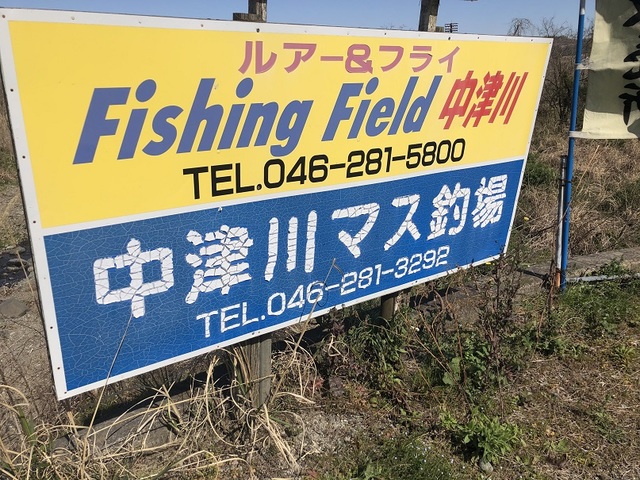 ルアー&フライ
Fishing Field 中津川
TEL.046-281-5800
中津川マス釣場
TEL.046-281-3292